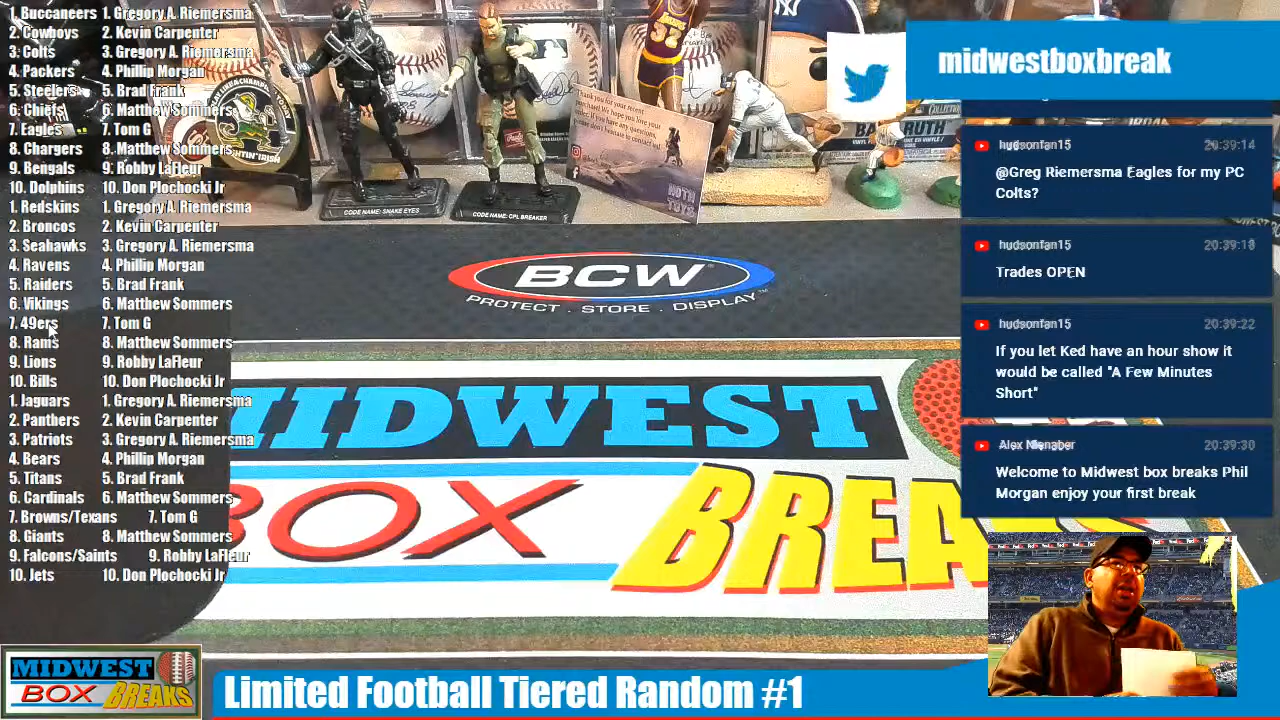 1. Buccaneers 1. Gregory A. Riemersma
2. Cowboys 2. Kevin Carpenter
3. Colts 3. Gregory A. Riemersma
4. Packers 4. Phillip Morgan
5. Steelers 5. Brad Frank
6. Chiefs 6. Matthew Sommers
7. Eagles 7. Tom G
8. Chargers 8. Matthew Sommers
9. Bengals 9. Robby LaFleur
10. Dolphins 10. Don Plochocki Jr
1. Redskins 1. Gregory A. Riemersma
2. Broncos 2. Kevin Carpenter
3. Seahawks 3. Gregory A. Riemersma
4. Ravens 4. Phillip Morgan
5. Raiders 5. Brad Frank
6. Vikings 6. Matthew Sommers
7. 49ers 7. Tom G
8. Rams 8. Matthew Sommers
9. Lions 9. Robby LaFleur
10. Bills 10. Don Plochocki Jr
1. Jaguars 1. Gregory A. Riemersma
2. Panthers 2. Kevin Carpenter
3. Patriots 3. Gregory A. Riemersma
4. Bears 4. Phillip Morgan
5. Titans 5. Brad Frank
6. Cardinals 6. Matthew Sommers
7. Browns/Texans 7. Tom G
8. Giants 8. Matthew Sommers
9. Falcons/Saints 9. Robby LaFleur
10. Jets 10. Don Plochocki Jr
CODE NAME: SNAKE EYES
CODE NAME: CPL BREAKER
Thank you for your recent
HOTH
TOYS
RUTH
BCW
PROTECT . STORE . DISPLAY™
MIDWEST
BOX BREA
midwestboxbreak
hudsonfan15 20:39:14
@Greg Riemersma Eagles for my PC
Colts?
hudsonfan15 20:39:18
Trades OPEN
hudsonfan15 20:39:22
If you let Ked have an hour show it
would be called "A Few Minutes
Short"
Alex Menaber 20:39:30
Welcome to Midwest box breaks Phil
Morgan enjoy your first break
MIDWEST
BOX BREAKS
Limited Football Tiered Random #1